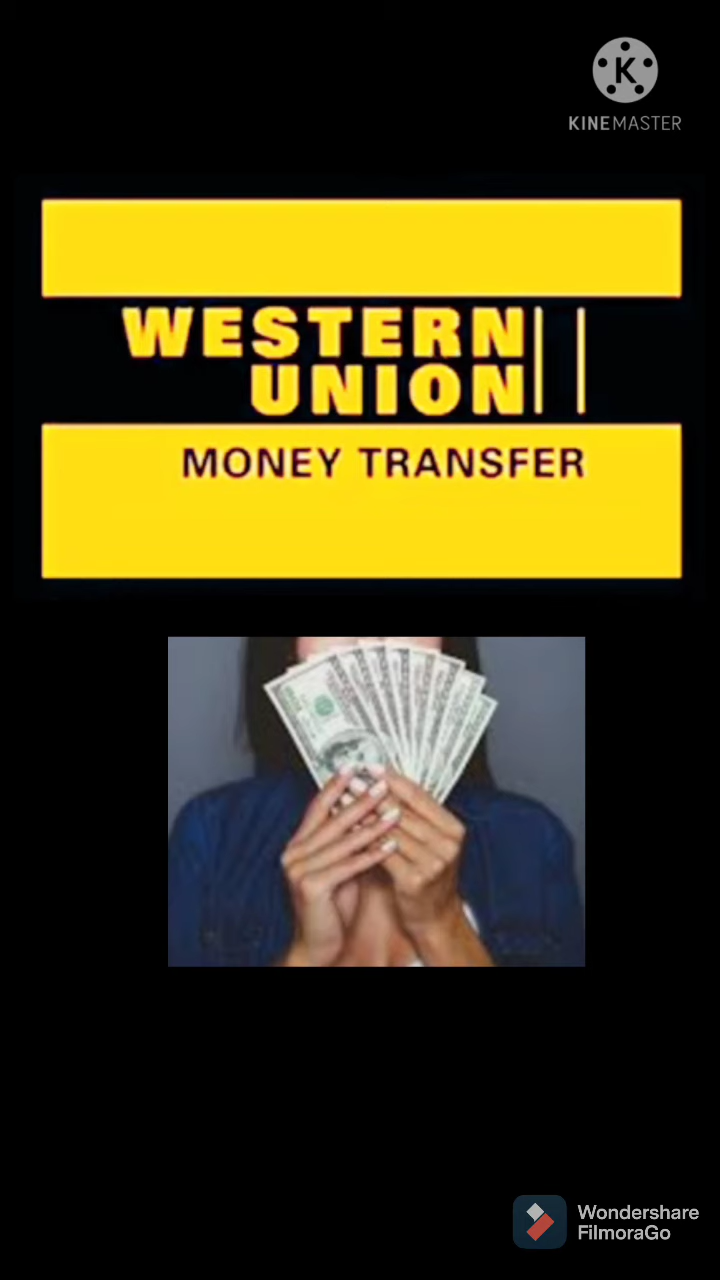 K
KINEMASTER
WESTERN
UNION
MONEY TRANSFER
Wondershare
FilmoraGo